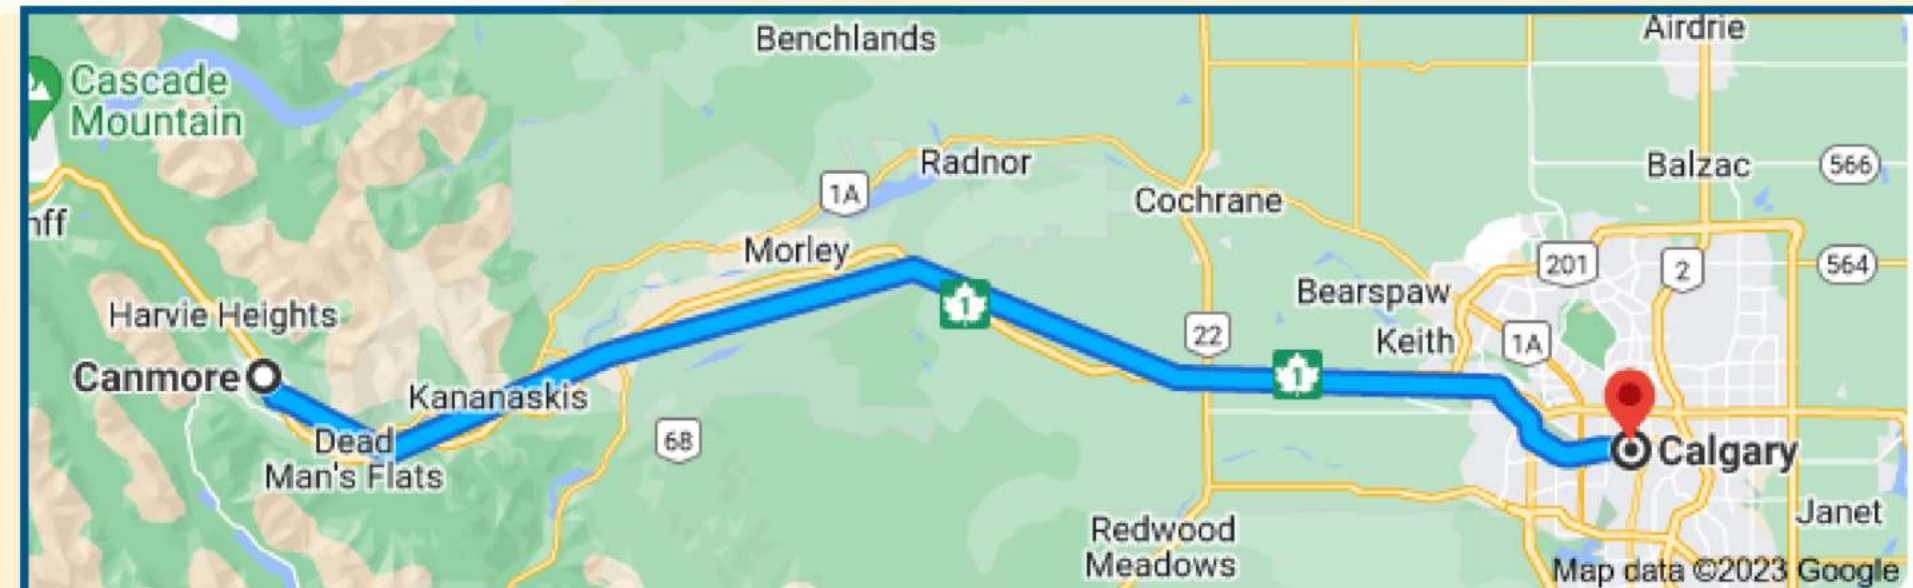 Benchlands
Airdrie
Cascade
Mountain
Radnor
Balzac
566
1A
Cochrane
nff
Morley
201
2
564
Bearspaw
1
Harvie Heights
22
Keith
1A
Canmore
1
Kananaskis
Dead
Man's Flats
68
Calgary
Janet
Redwood
Meadows
Map data ©2023 Google